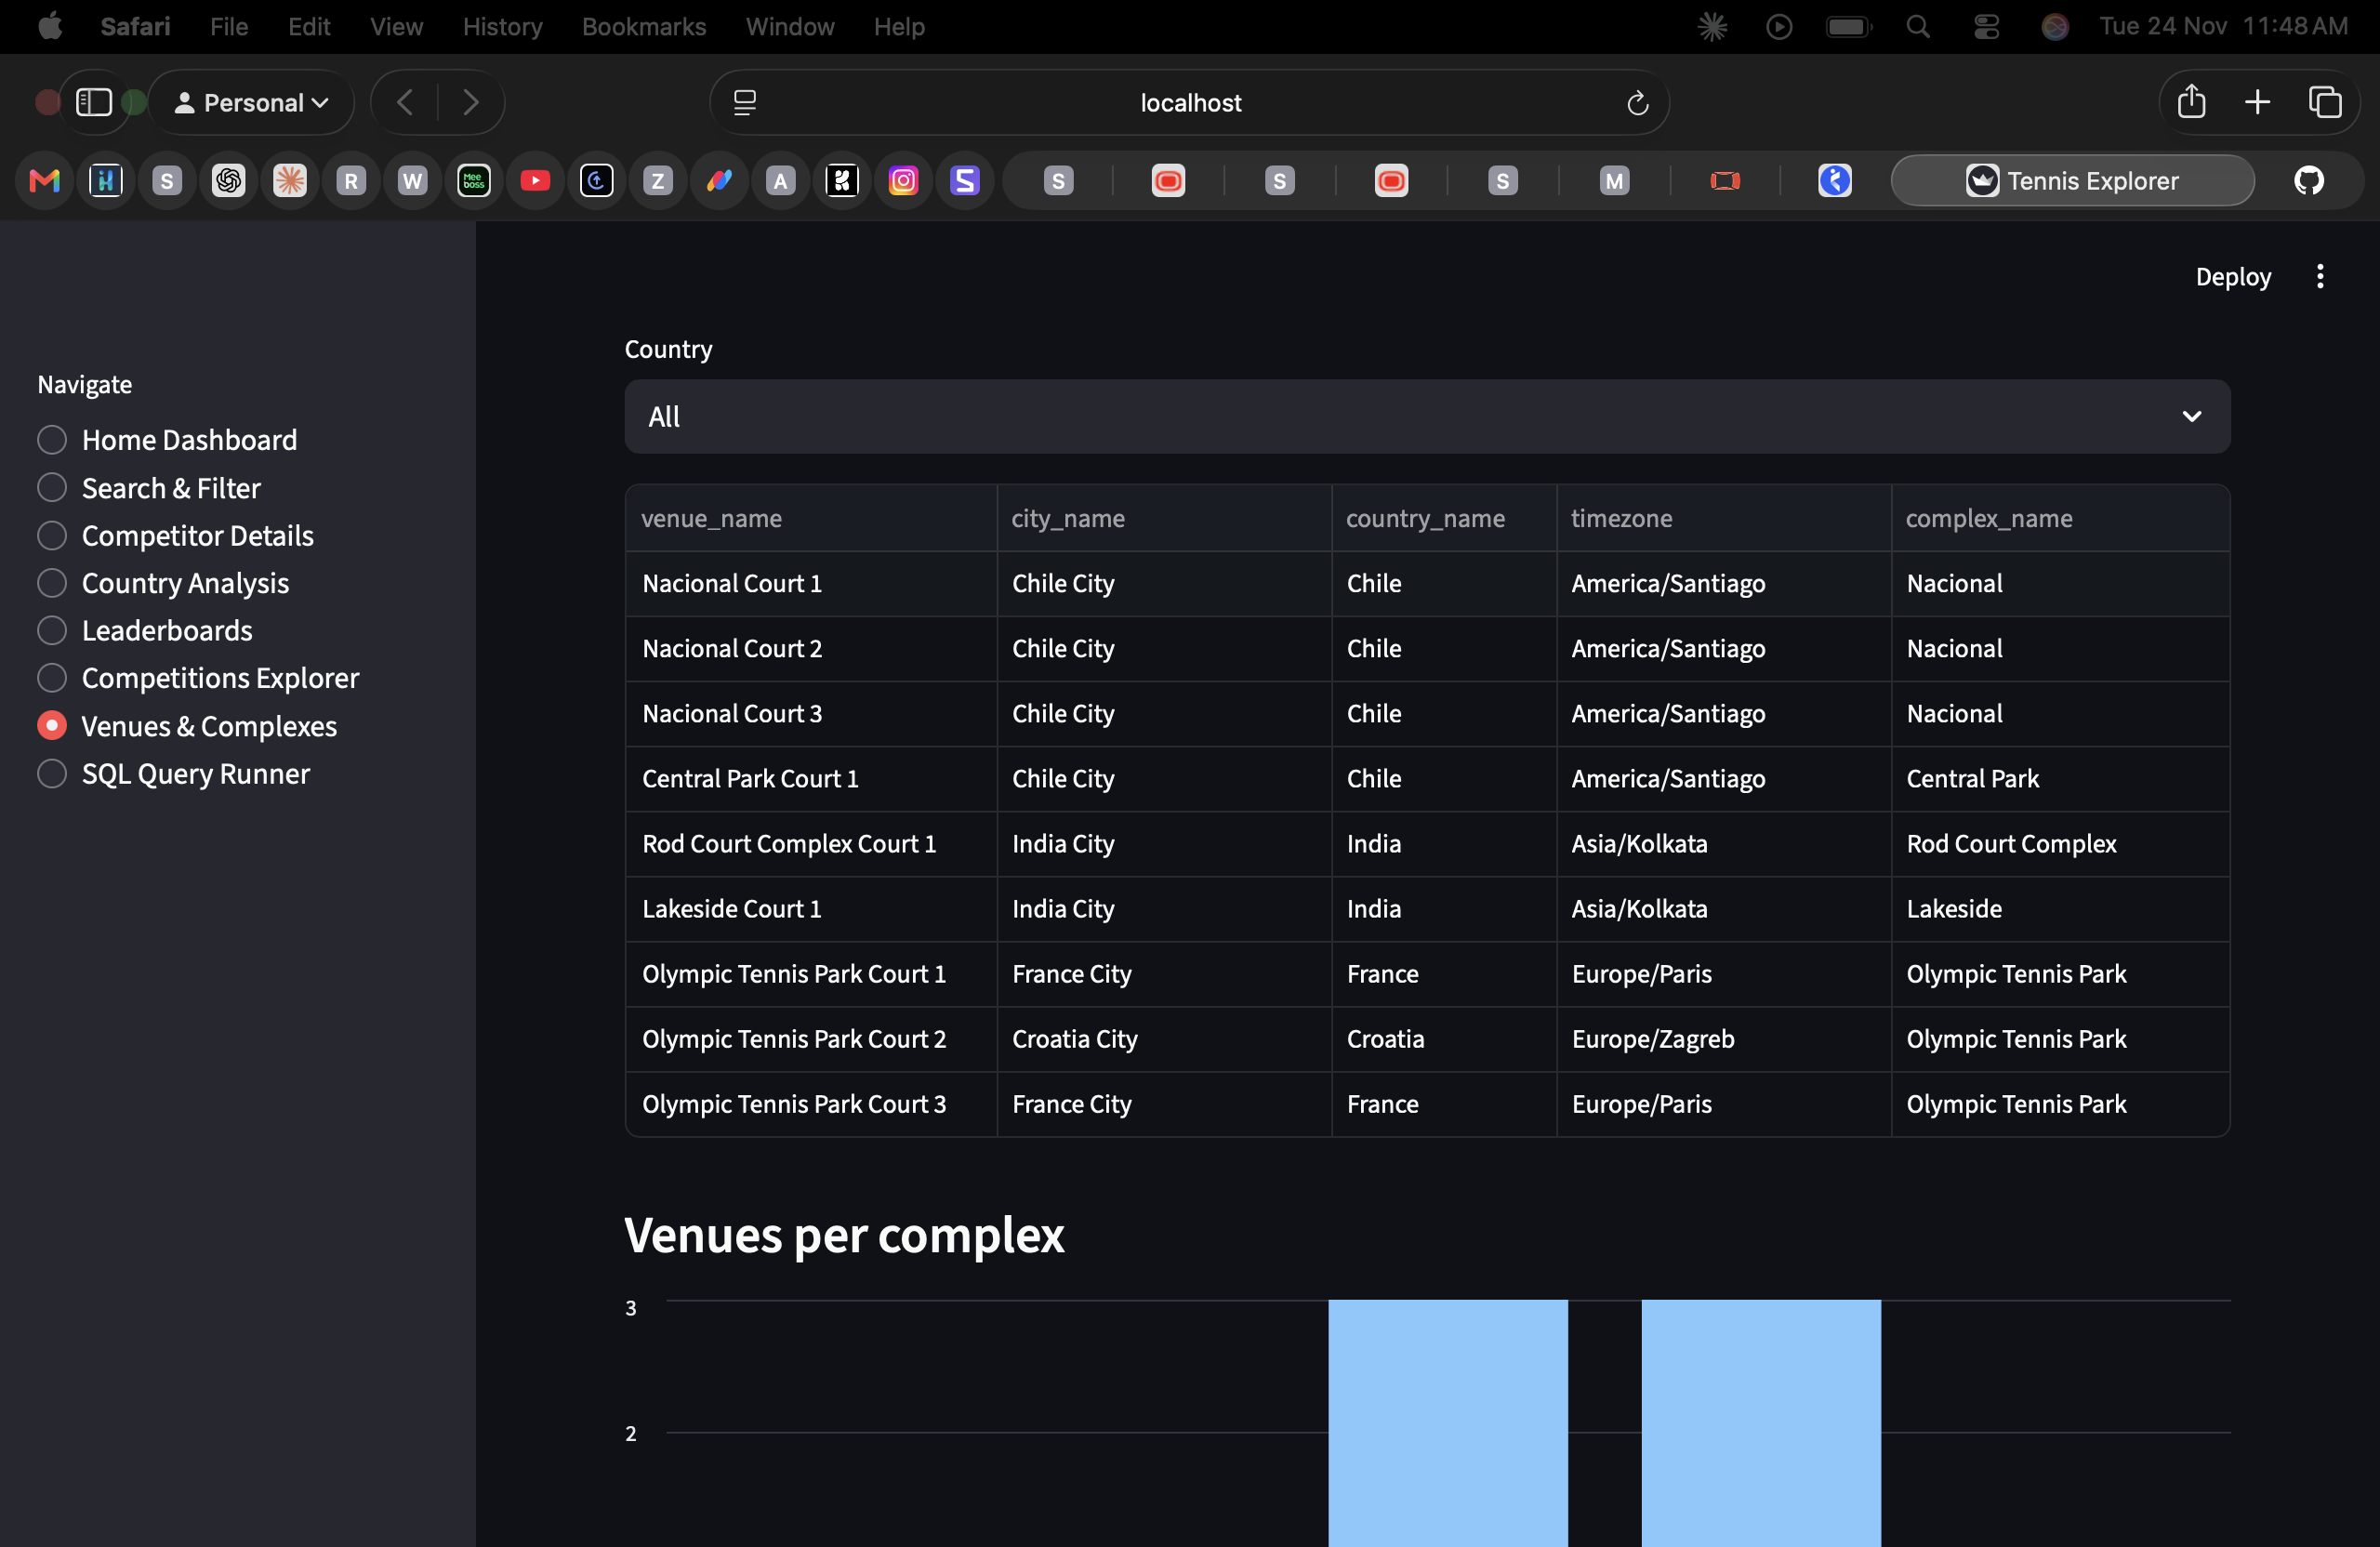 Safari File Edit View History Bookmarks Window Help Tue 24 Nov 11:48 AM
Personal localhost
S R W Mee boss Z A S S S M Tennis Explorer
Deploy
Navigate
Home Dashboard
Search & Filter
Competitor Details
Country Analysis
Leaderboards
Competitions Explorer
Venues & Complexes
SQL Query Runner
Country
All
venue_name city_name country_name timezone complex_name
Nacional Court 1 Chile City Chile America/Santiago Nacional
Nacional Court 2 Chile City Chile America/Santiago Nacional
Nacional Court 3 Chile City Chile America/Santiago Nacional
Central Park Court 1 Chile City Chile America/Santiago Central Park
Rod Court Complex Court 1 India City India Asia/Kolkata Rod Court Complex
Lakeside Court 1 India City India Asia/Kolkata Lakeside
Olympic Tennis Park Court 1 France City France Europe/Paris Olympic Tennis Park
Olympic Tennis Park Court 2 Croatia City Croatia Europe/Zagreb Olympic Tennis Park
Olympic Tennis Park Court 3 France City France Europe/Paris Olympic Tennis Park
Venues per complex
3
2